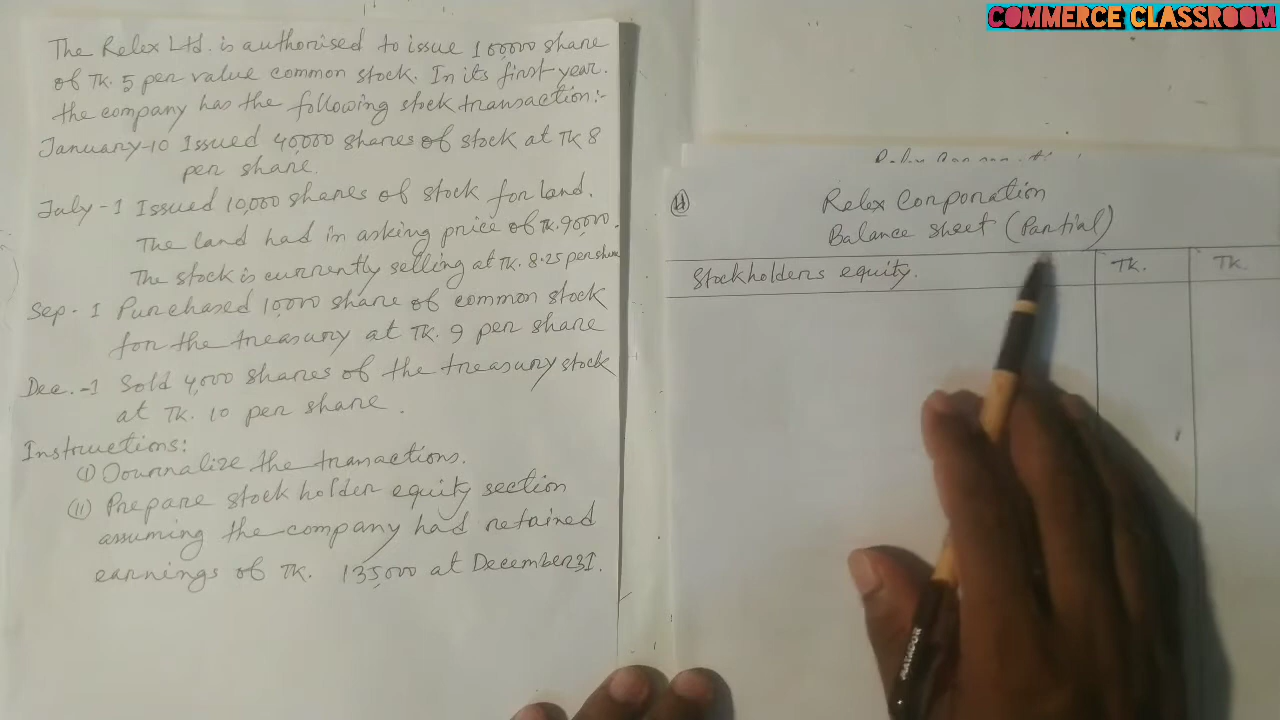 COMMERCE CLASSROOM
The Relex Ltd. is authorised to issue 100,000 share
of TK. 5 per value common stock. In its first year.
the company has the following stock transaction:-
January-10 Issued 40,000 shares of stock at TK 8
per share.
July-1 Issued 10,000 shares of stock for land.
The land had in asking price of TK. 90,000.
The stock is currently selling at TK. 8.25 per share
Sep.-1 Purchased 10,000 share of common stock
for the treasury at TK. 9 per share
Dec.-1 Sold 4,000 shares of the treasury stock
at TK. 10 per share.
Instructions:
(I) Journalize the transactions.
(II) Prepare stock holder equity section
assuming the company had retained
earnings of TK. 135,000 at December 31.
(II) Relex Corporation
Balance sheet (Partial)
Stockholders equity. TK. TK.
MATADOR